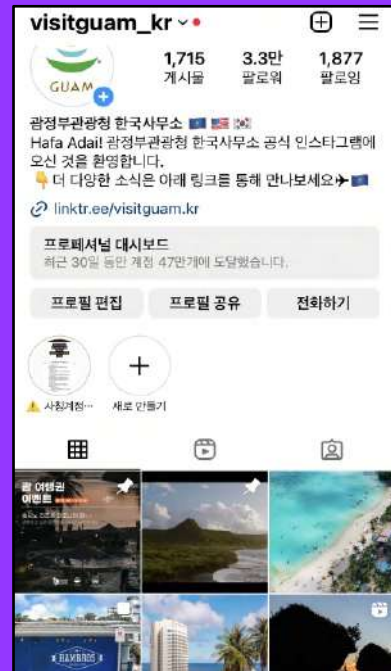 visitguam_kr
1,715 3.3만 1,877
게시물 팔로워 팔로잉
GUAM
괌정부관광청 한국사무소
Hafa Adai! 괌정부관광청 한국사무소 공식 인스타그램에
오신 것을 환영합니다.
더 다양한 소식은 아래 링크를 통해 만나보세요
linktr.ee/visitguam.kr
프로페셔널 대시보드
최근 30일 동안 계정 47만개에 도달했습니다.
프로필 편집 프로필 공유 전화하기
사칭계정… 새로 만들기
괌 여행권
이벤트
HAMBROS